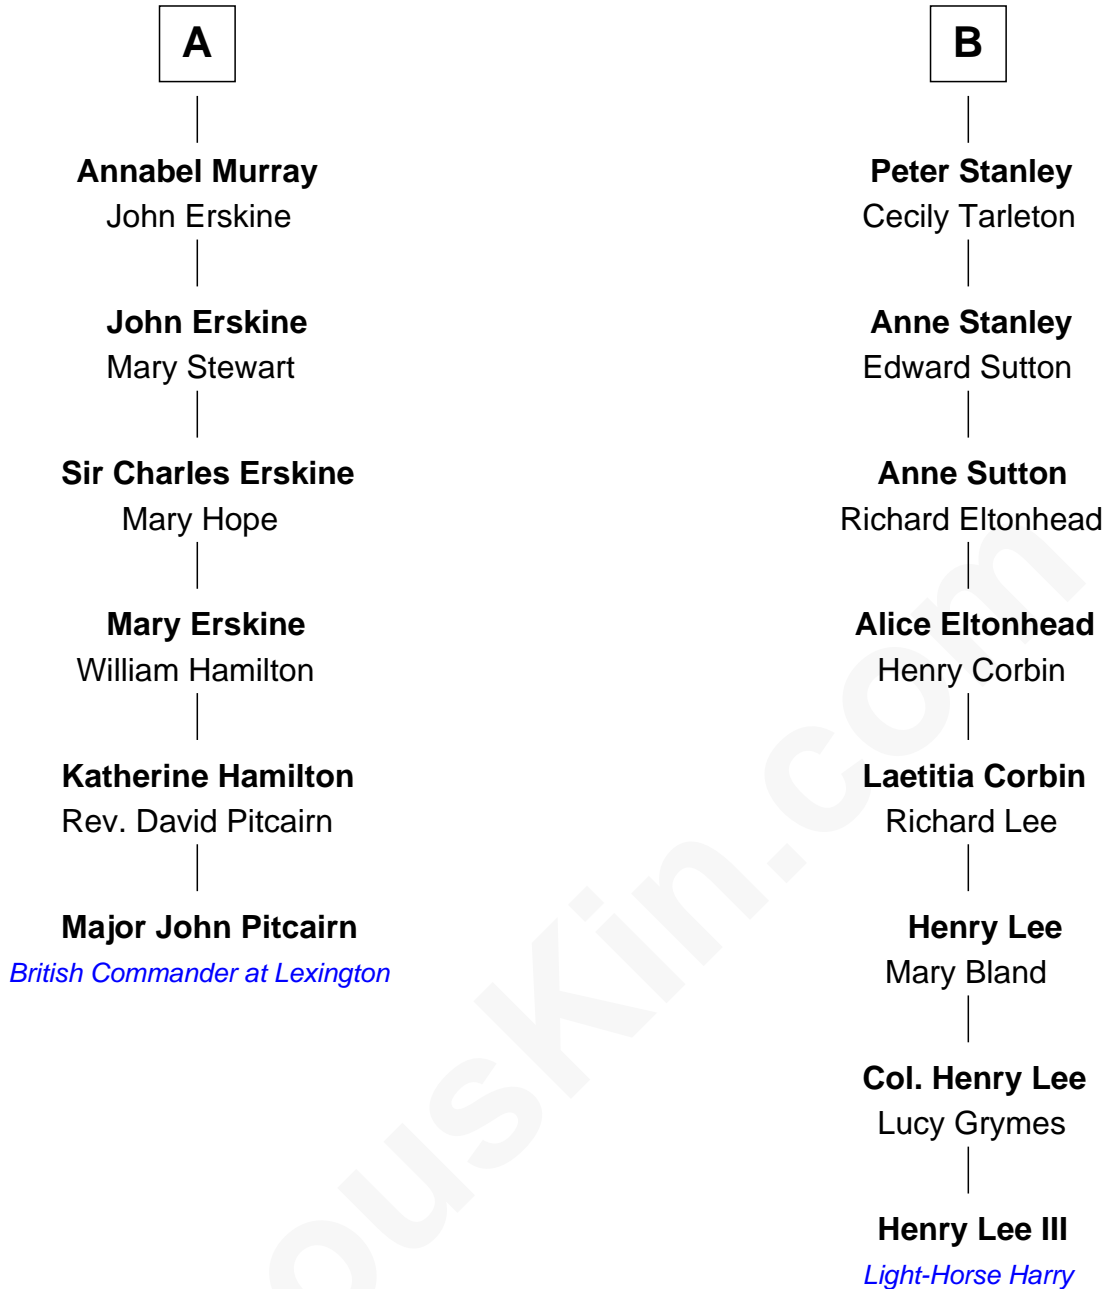 A
Annabel Murray
John Erskine
John Erskine
Mary Stewart
Sir Charles Erskine
Mary Hope
Mary Erskine
William Hamilton
Katherine Hamilton
Rev. David Pitcairn
Major John Pitcairn
British Commander at Lexington
B
Peter Stanley
Cecily Tarleton
Anne Stanley
Edward Sutton
Anne Sutton
Richard Eltonhead
Alice Eltonhead
Henry Corbin
Laetitia Corbin
Richard Lee
Henry Lee
Mary Bland
Col. Henry Lee
Lucy Grymes
Henry Lee III
Light-Horse Harry
ousKin.com